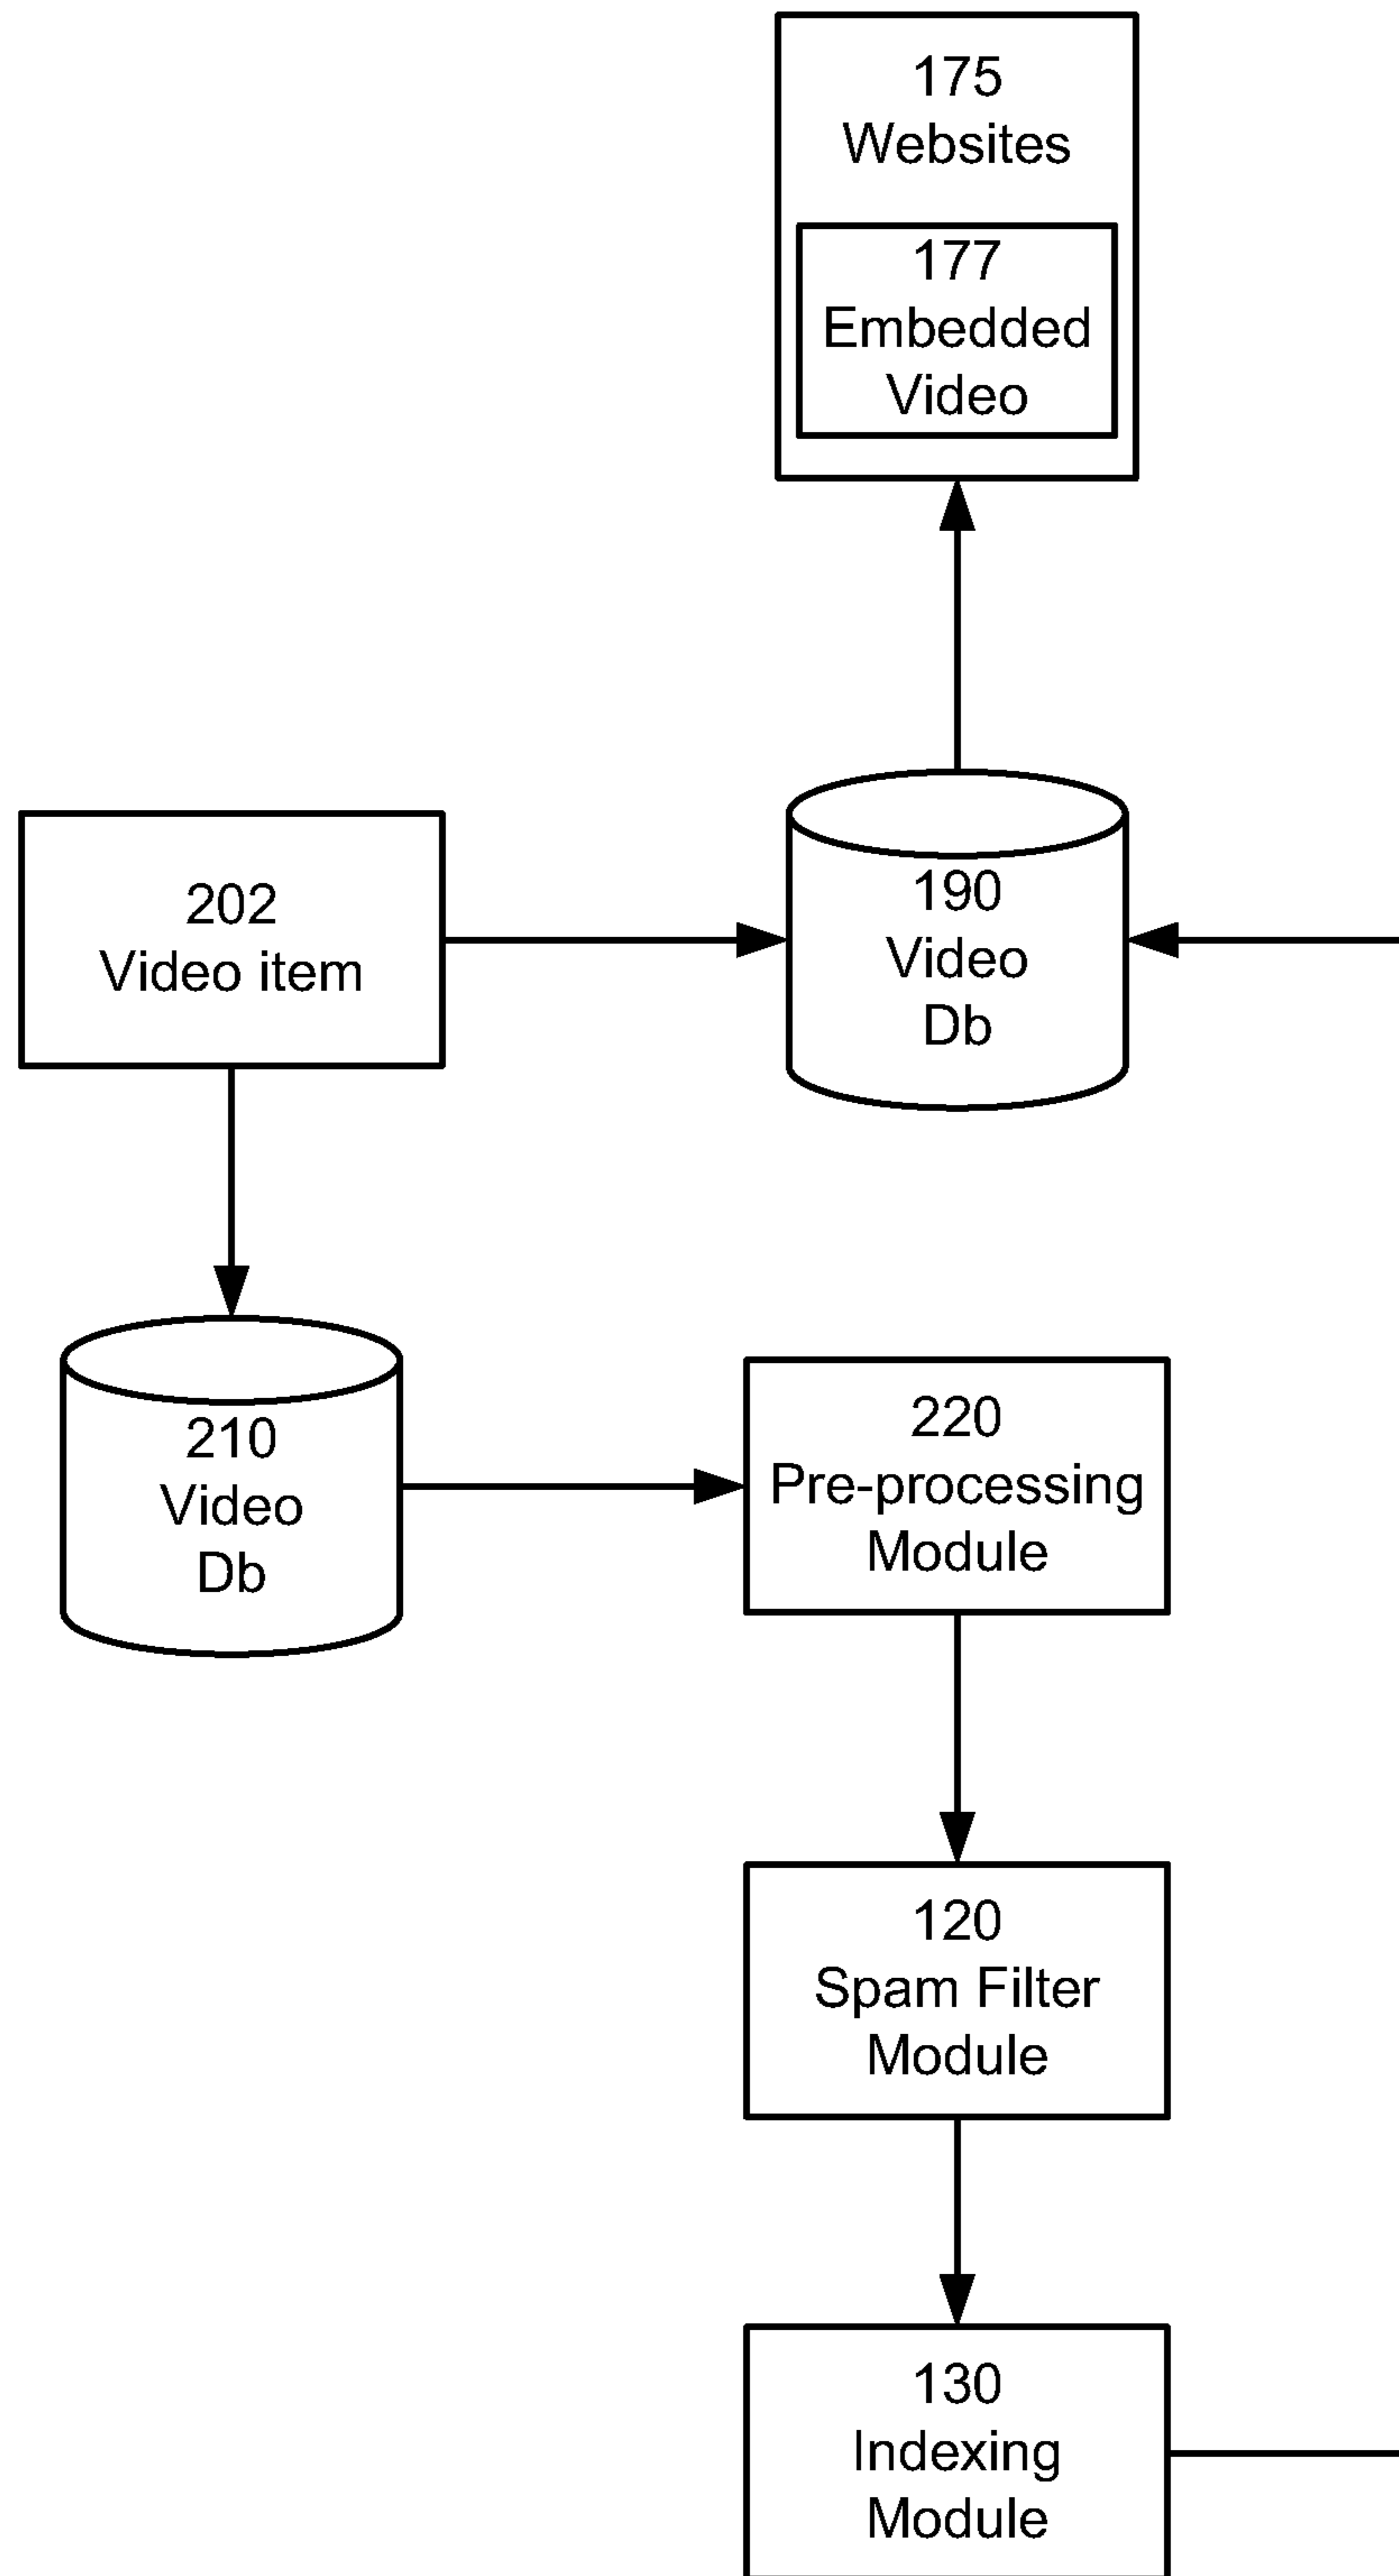 175
Websites
177
Embedded
Video
202
Video item
190
Video
Db
210
Video
Db
220
Pre-processing
Module
120
Spam Filter
Module
130
Indexing
Module